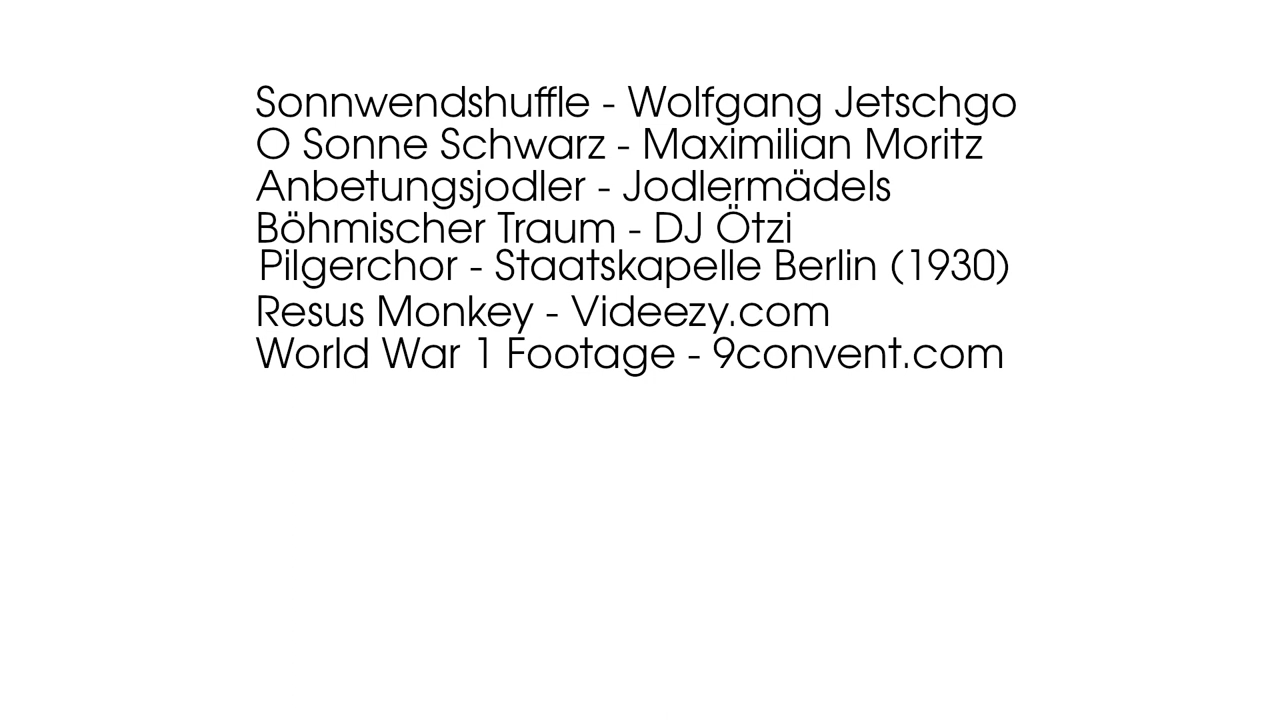 Sonnwendshuffle - Wolfgang Jetschgo
O Sonne Schwarz - Maximilian Moritz
Anbetungsjodler - Jodlermädels
Böhmischer Traum - DJ Ötzi
Pilgerchor - Staatskapelle Berlin (1930)
Resus Monkey - Videezy.com
World War 1 Footage - 9convent.com